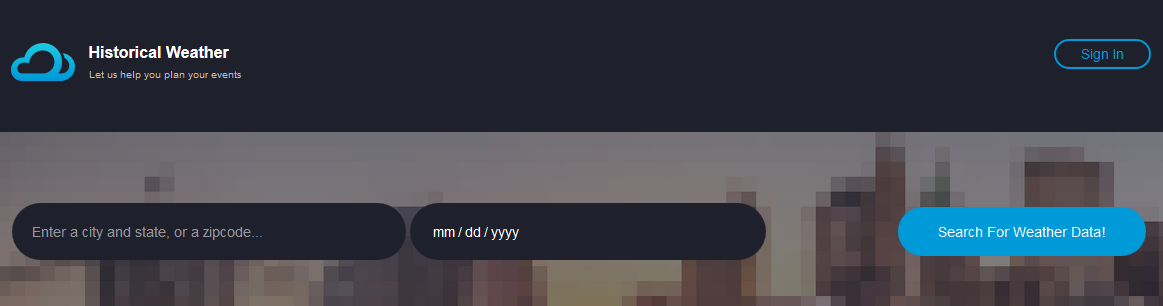 Historical Weather
Let us help you plan your events
Sign In
Enter a city and state, or a zipcode...
mm / dd / yyyy
Search For Weather Data!